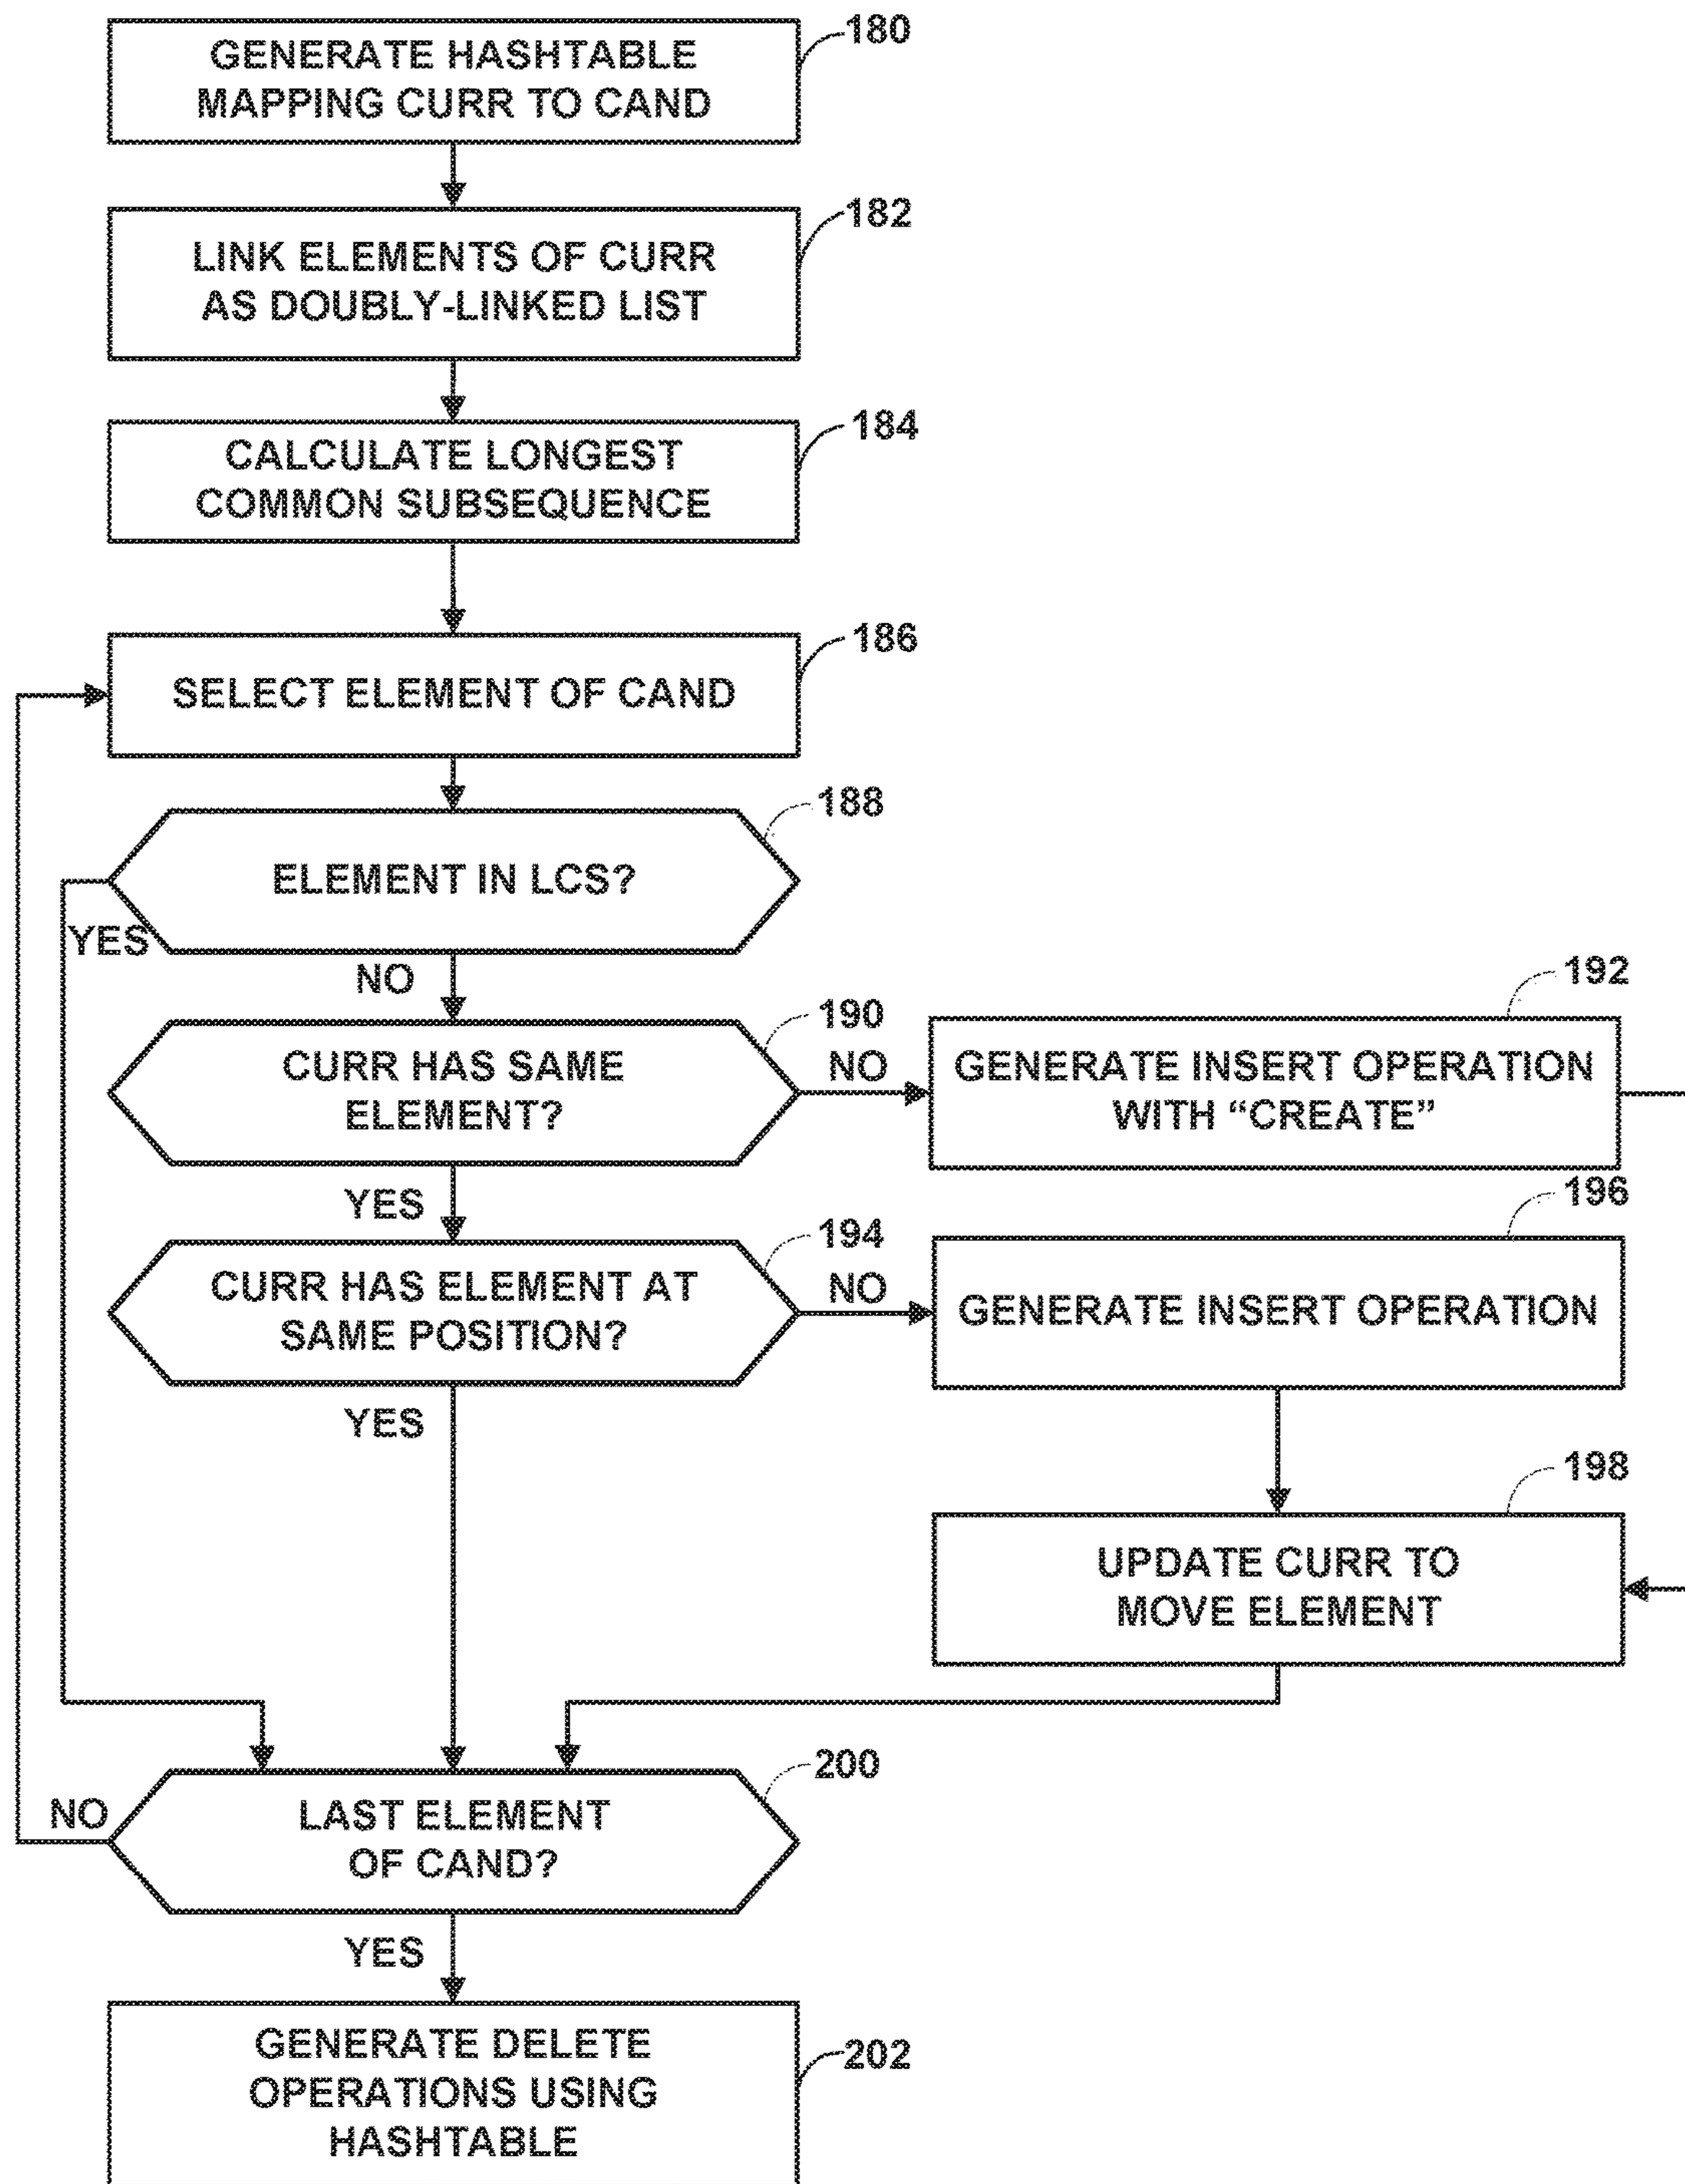 GENERATE HASHTABLE
MAPPING CURR TO CAND
180
LINK ELEMENTS OF CURR
AS DOUBLY-LINKED LIST
182
CALCULATE LONGEST
COMMON SUBSEQUENCE
184
SELECT ELEMENT OF CAND
186
ELEMENT IN LCS?
188
YES
NO
CURR HAS SAME
ELEMENT?
190
NO
GENERATE INSERT OPERATION
WITH “CREATE”
192
YES
CURR HAS ELEMENT AT
SAME POSITION?
194
NO
GENERATE INSERT OPERATION
196
YES
UPDATE CURR TO
MOVE ELEMENT
198
LAST ELEMENT
OF CAND?
200
NO
YES
GENERATE DELETE
OPERATIONS USING
HASHTABLE
202